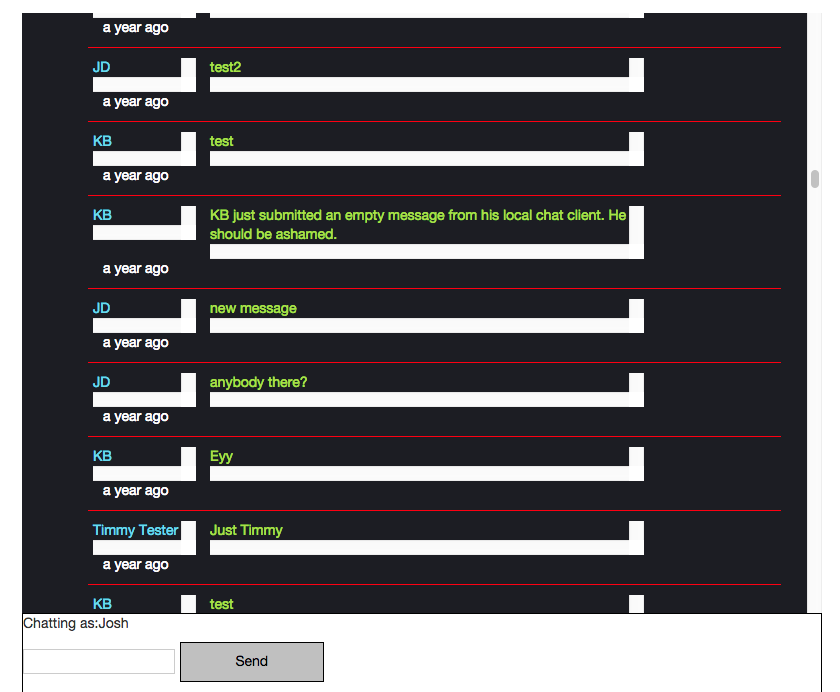 a year ago
JD test2
a year ago
KB test
a year ago
KB KB just submitted an empty message from his local chat client. He
should be ashamed.
a year ago
JD new message
a year ago
JD anybody there?
a year ago
KB Eyy
a year ago
Timmy Tester Just Timmy
a year ago
KB test
Chatting as:Josh
Send